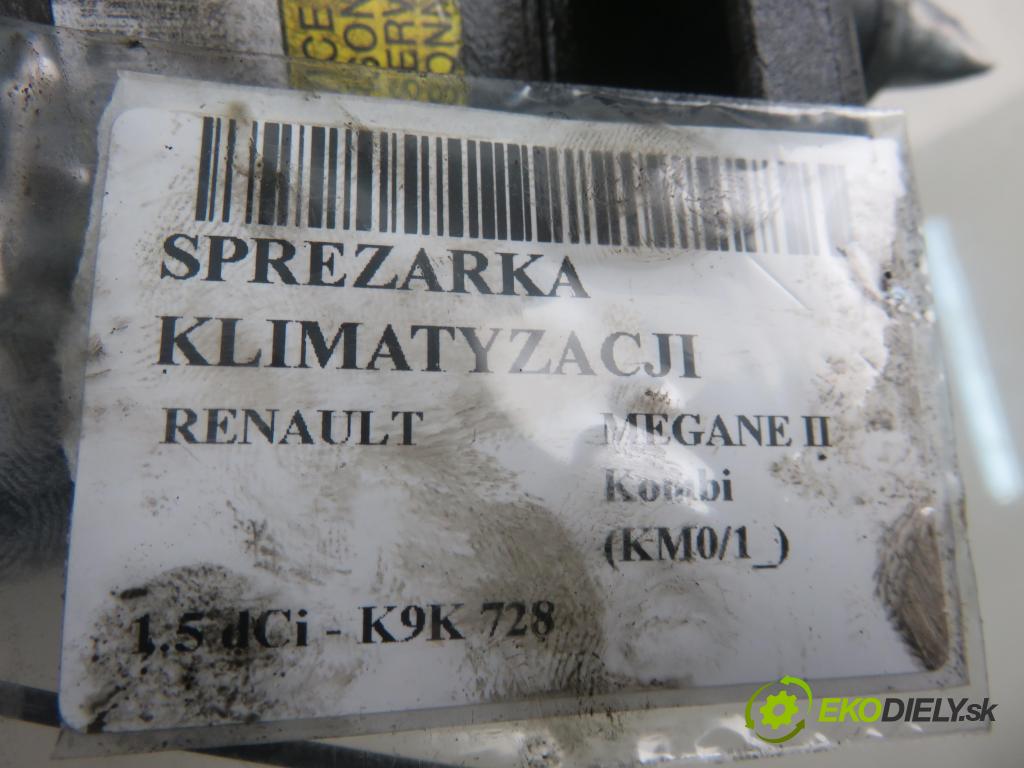 SPREZARKA
KLIMATYZACJI
RENAULT MEGANE II
Kombi
(KM0/1_)
1.5 dCi - K9K 728
EKODIELY.sk